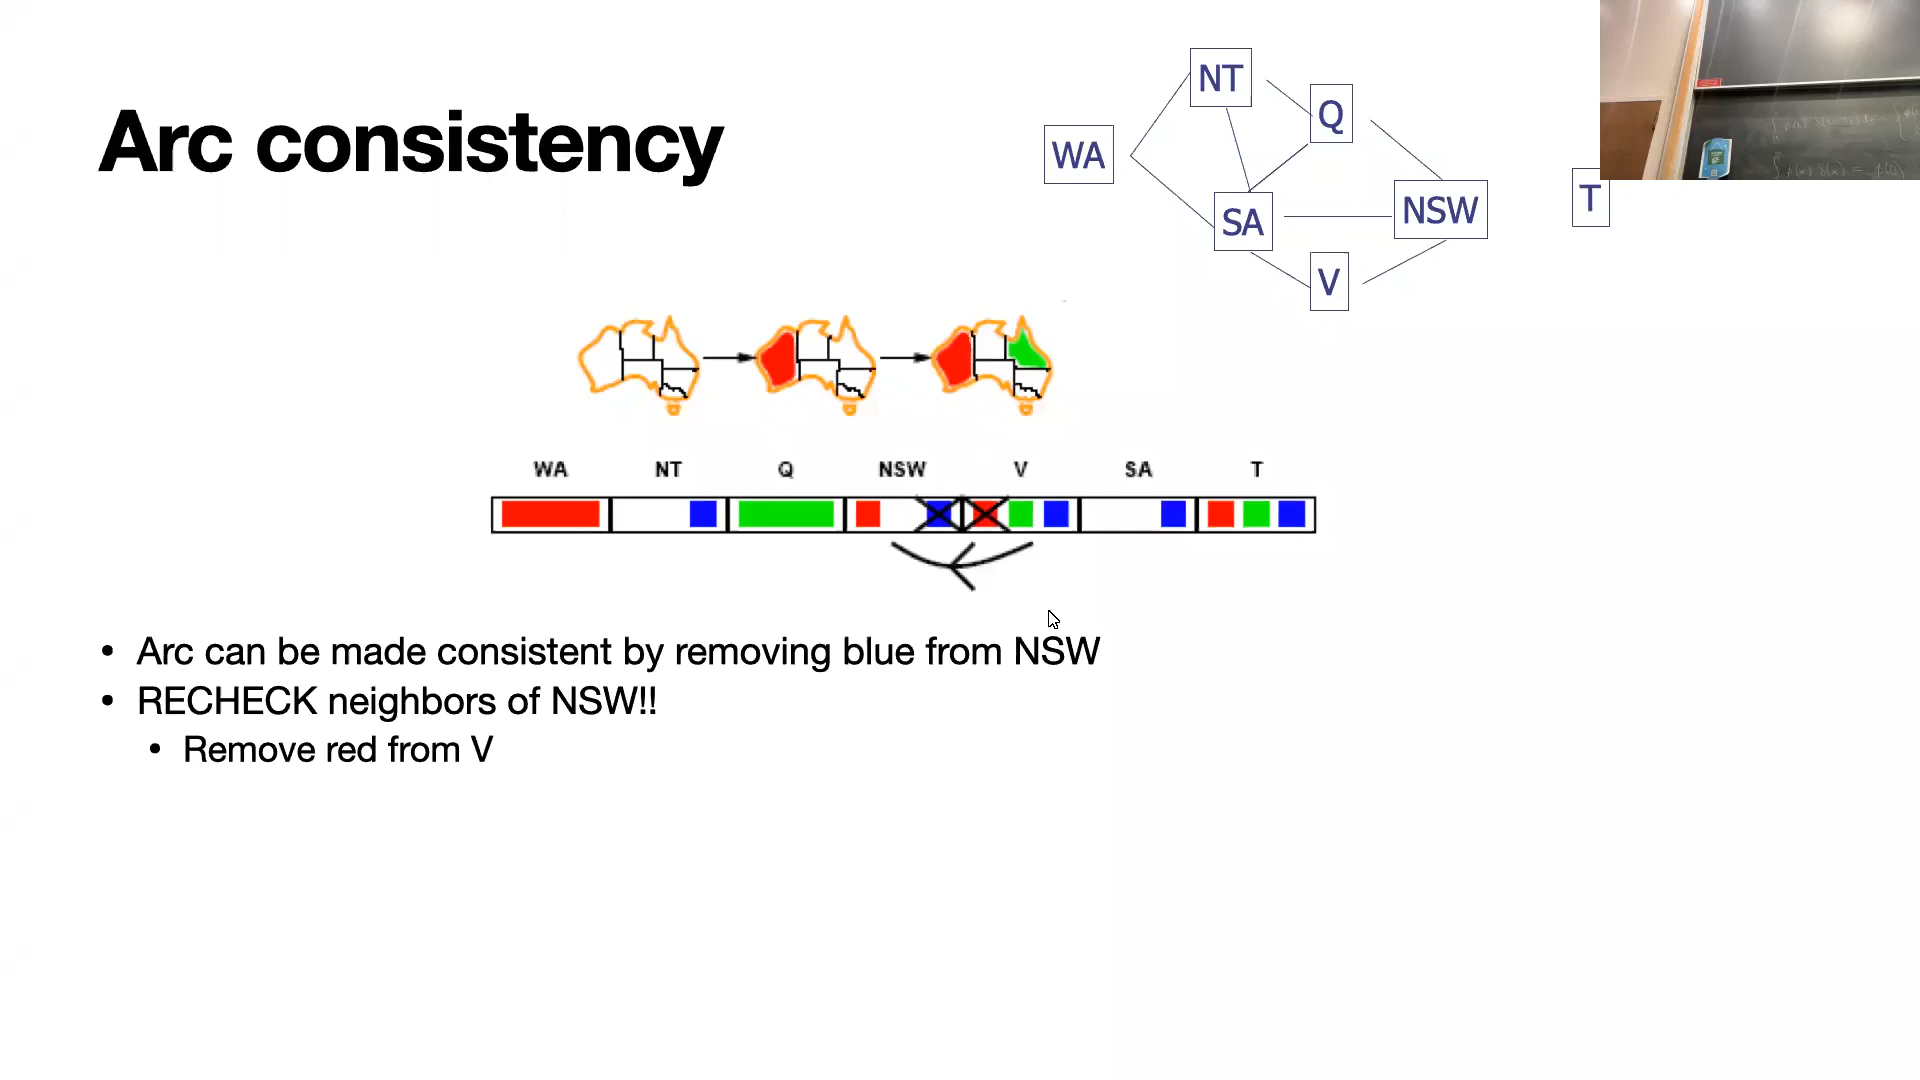 Arc consistency
NT
Q
WA
SA
NSW
T
V
WA NT Q NSW V SA T
• Arc can be made consistent by removing blue from NSW
• RECHECK neighbors of NSW!!
• Remove red from V